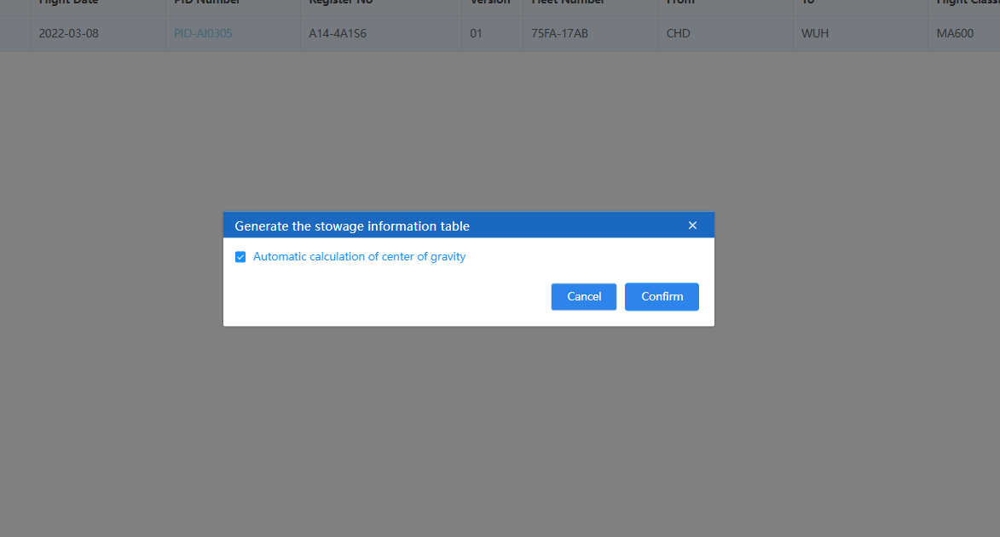 Flight Date PID Number Register No Version Fleet Number From To Flight Classi
2022-03-08 PID-AI0305 A14-4A1S6 01 75FA-17AB CHD WUH MA600
Generate the stowage information table
Automatic calculation of center of gravity
Cancel Confirm